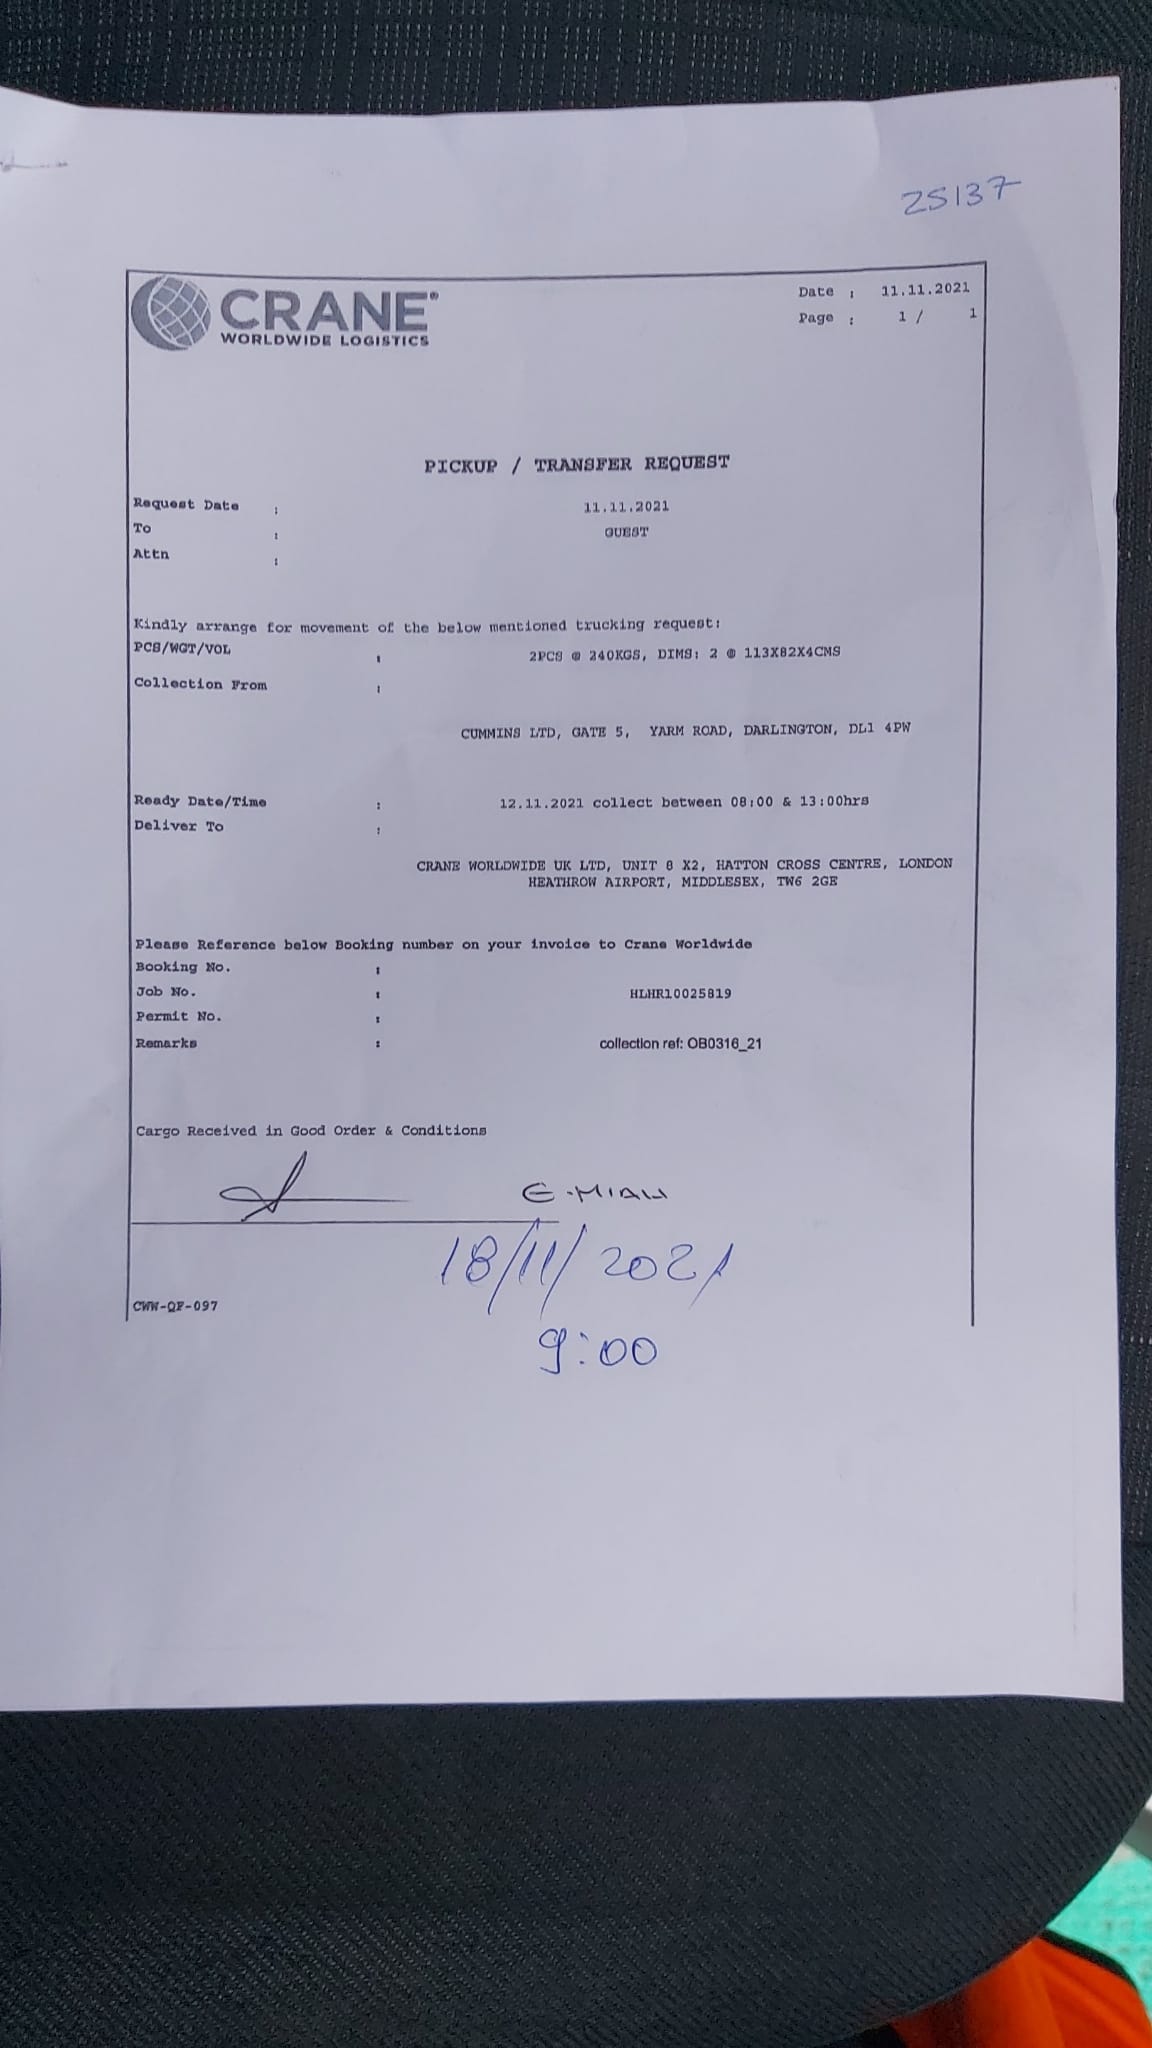 25137
CRANE®
WORLDWIDE LOGISTICS
Date : 11.11.2021
Page : 1 / 1
PICKUP / TRANSFER REQUEST
Request Date : 11.11.2021
To : GUEST
Attn :
Kindly arrange for movement of the below mentioned trucking request:
PCS/WGT/VOL : 2PCS @ 240KGS, DIMS: 2 @ 113X82X4CMS
Collection From :
CUMMINS LTD, GATE 5, YARM ROAD, DARLINGTON, DL1 4PW
Ready Date/Time : 12.11.2021 collect between 08:00 & 13:00hrs
Deliver To :
CRANE WORLDWIDE UK LTD, UNIT 8 X2, HATTON CROSS CENTRE, LONDON
HEATHROW AIRPORT, MIDDLESEX, TW6 2GE
Please Reference below Booking number on your invoice to Crane Worldwide
Booking No. :
Job No. : HLHR10025819
Permit No. :
Remarks : collection ref: OB0316_21
Cargo Received in Good Order & Conditions
E.MIAH
18/11/2021
9:00
CWW-QF-097